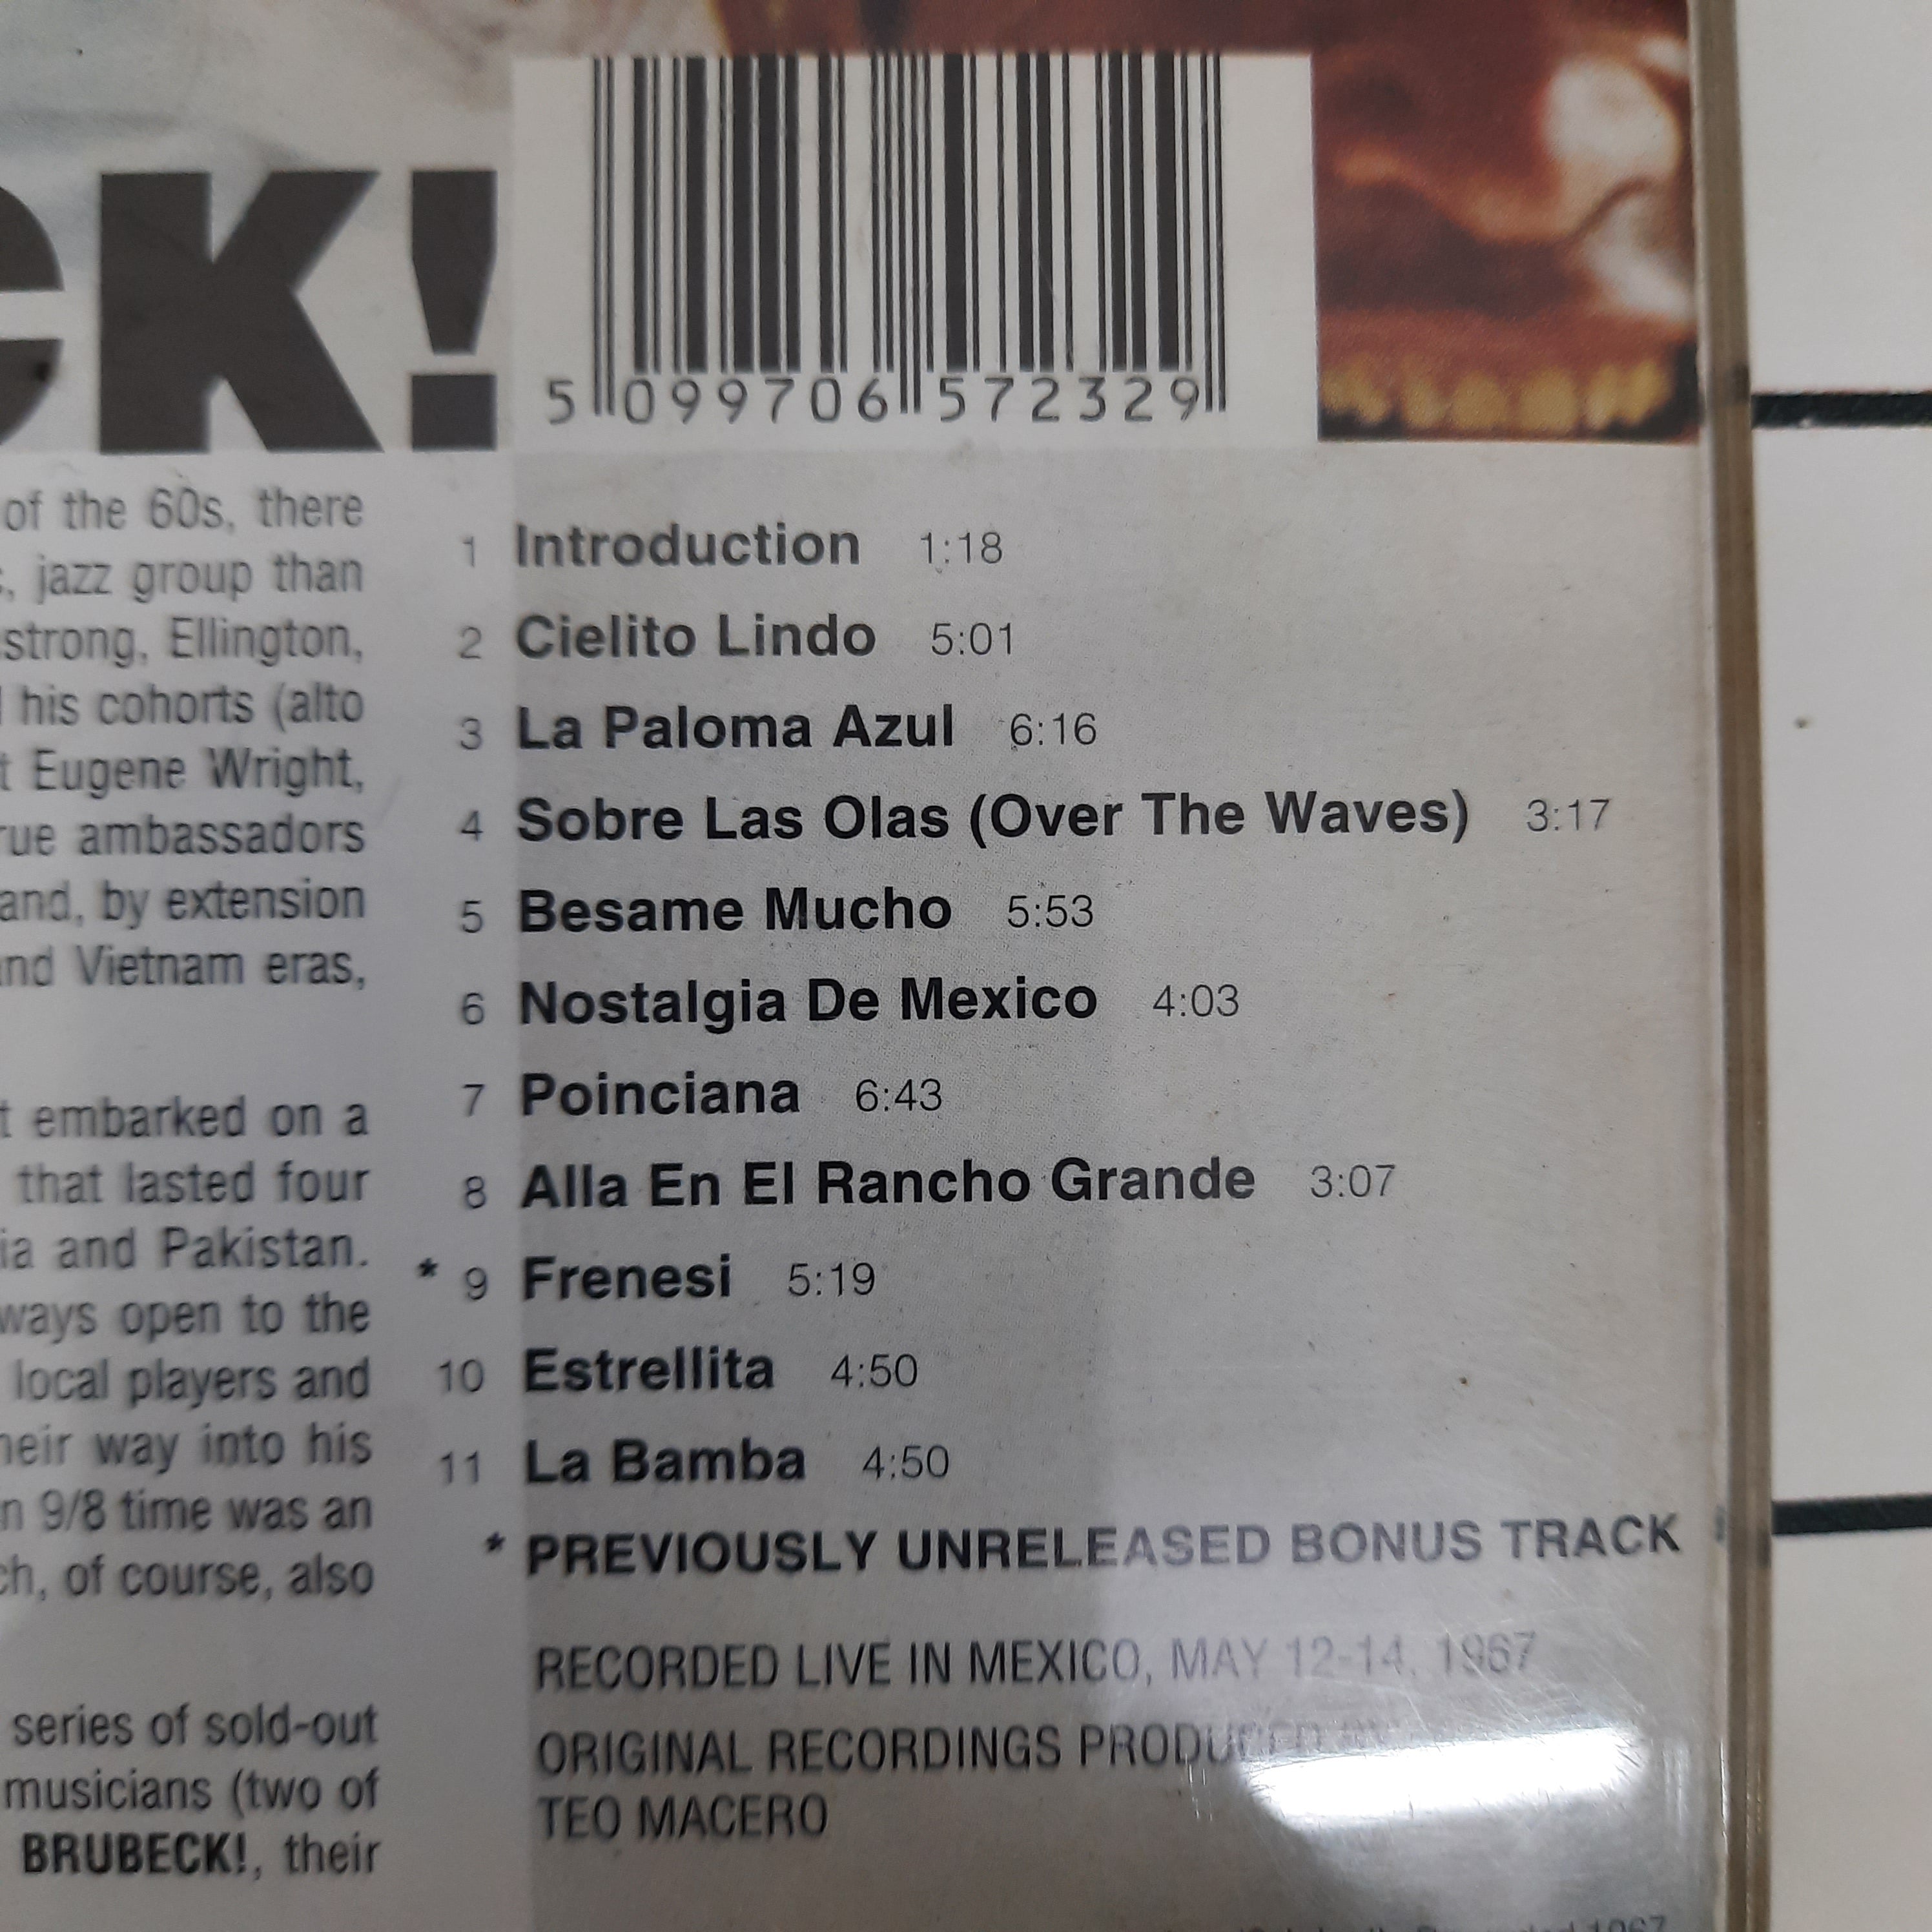 CK!
5 099706 572329
of the 60s, there
jazz group than
strong, Ellington,
his cohorts (alto
t Eugene Wright,
rue ambassadors
and, by extension
and Vietnam eras,
t embarked on a
that lasted four
ia and Pakistan.
ways open to the
local players and
heir way into his
n 9/8 time was an
ch, of course, also
series of sold-out
musicians (two of
BRUBECK!, their
1 Introduction 1:18
2 Cielito Lindo 5:01
3 La Paloma Azul 6:16
4 Sobre Las Olas (Over The Waves) 3:17
5 Besame Mucho 5:53
6 Nostalgia De Mexico 4:03
7 Poinciana 6:43
8 Alla En El Rancho Grande 3:07
* 9 Frenesi 5:19
10 Estrellita 4:50
11 La Bamba 4:50
* PREVIOUSLY UNRELEASED BONUS TRACK
RECORDED LIVE IN MEXICO, MAY 12-14, 1967
ORIGINAL RECORDINGS PRODUCED BY
TEO MACERO
1967